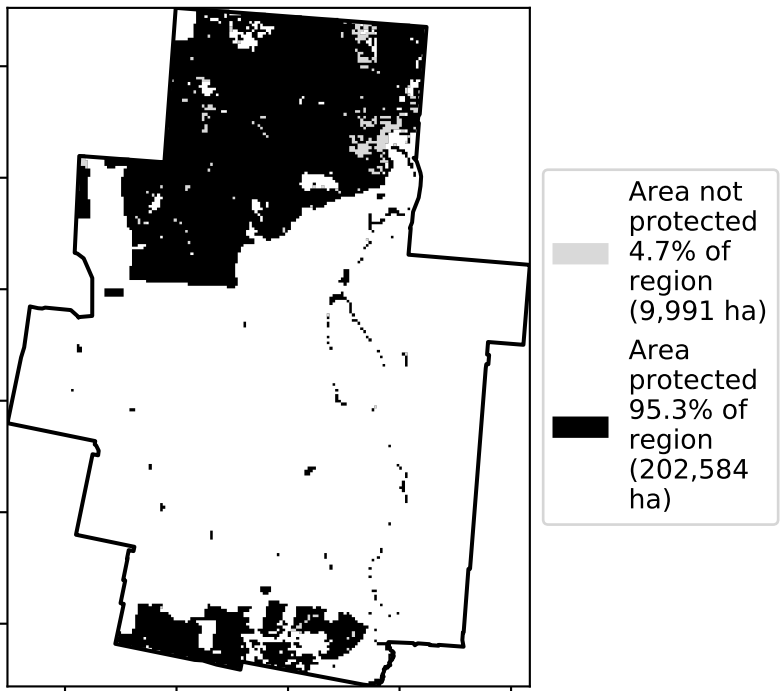 Area not
protected
4.7% of
region
(9,991 ha)
Area
protected
95.3% of
region
(202,584
ha)